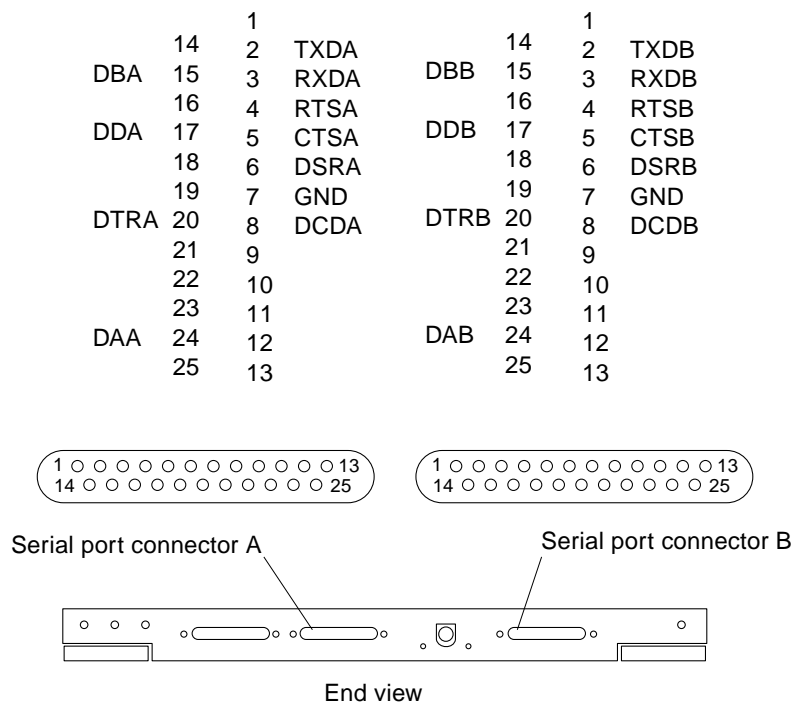 1
14 2 TXDA
DBA 15 3 RXDA
16 4 RTSA
DDA 17 5 CTSA
18 6 DSRA
19 7 GND
DTRA 20 8 DCDA
21 9
22 10
23 11
DAA 24 12
25 13
1
14 2 TXDB
DBB 15 3 RXDB
16 4 RTSB
DDB 17 5 CTSB
18 6 DSRB
19 7 GND
DTRB 20 8 DCDB
21 9
22 10
23 11
DAB 24 12
25 13
1 13
14 25
1 13
14 25
Serial port connector A
Serial port connector B
End view